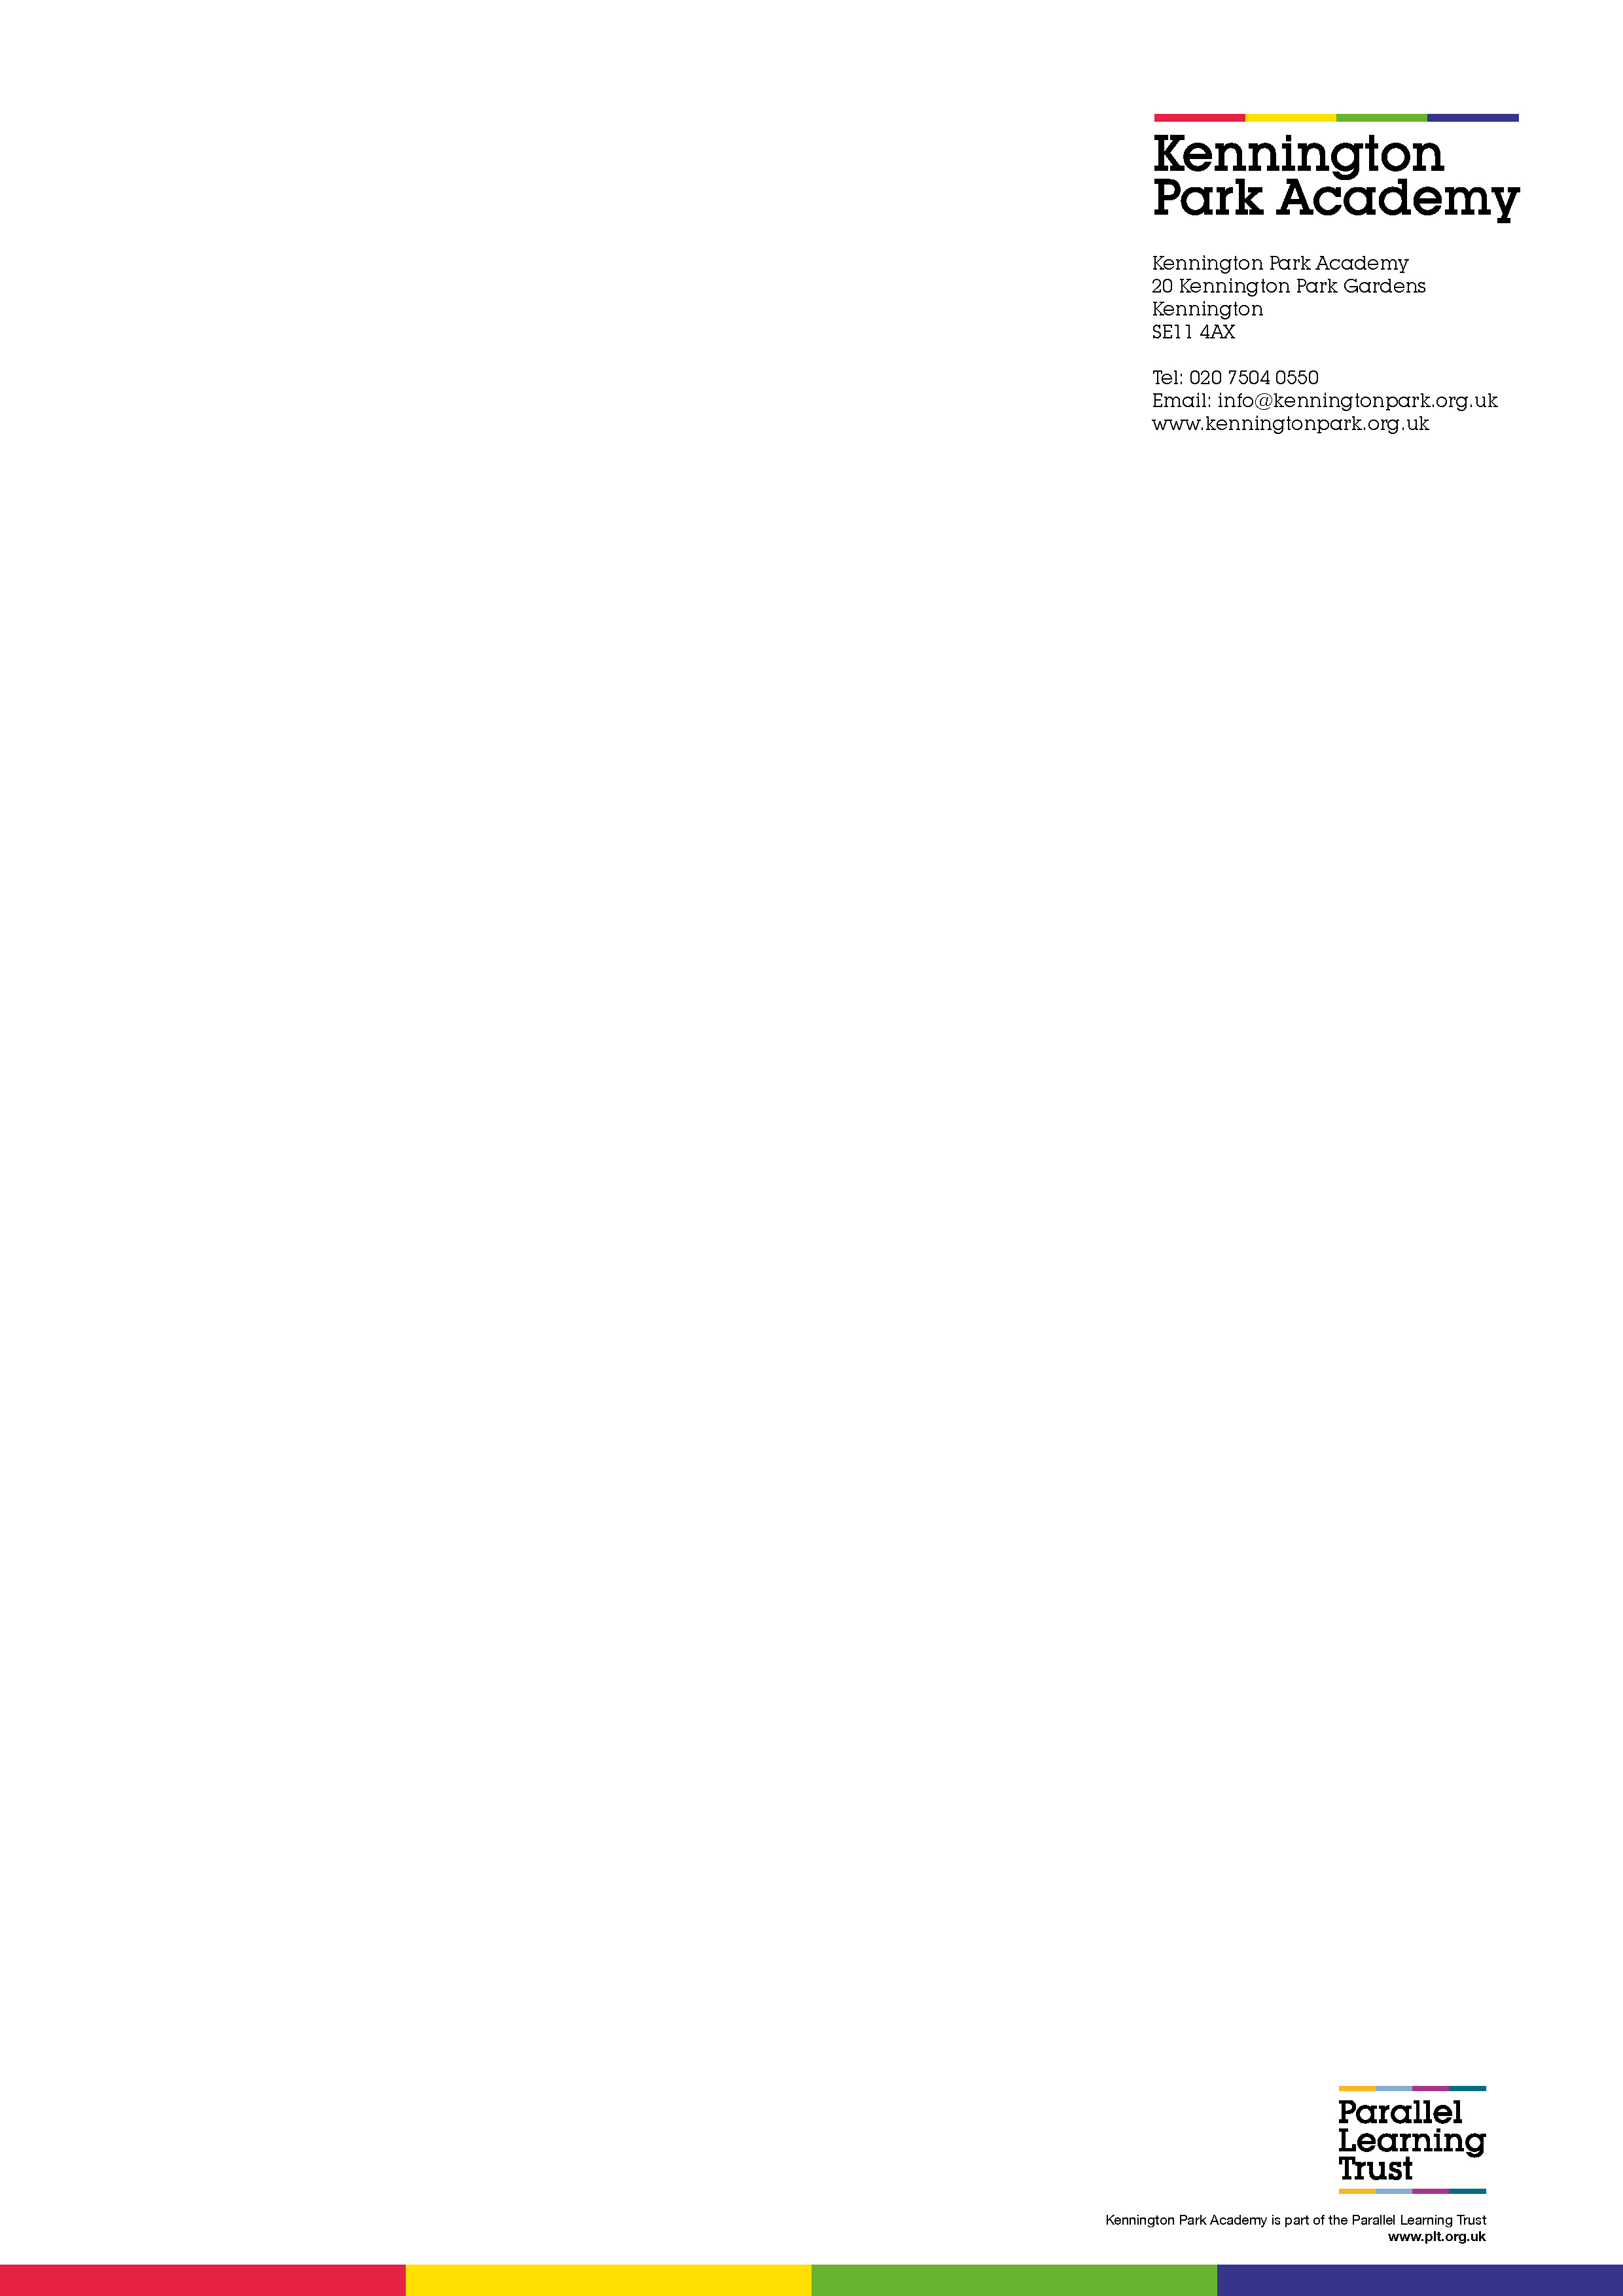 Kennington
Park Academy
Kennington Park Academy
20 Kennington Park Gardens
Kennington
SE11 4AX
Tel: 020 7504 0550
Email: info@kenningtonpark.org.uk
www.kenningtonpark.org.uk
Parallel
Learning
Trust
Kennington Park Academy is part of the Parallel Learning Trust
www.plt.org.uk